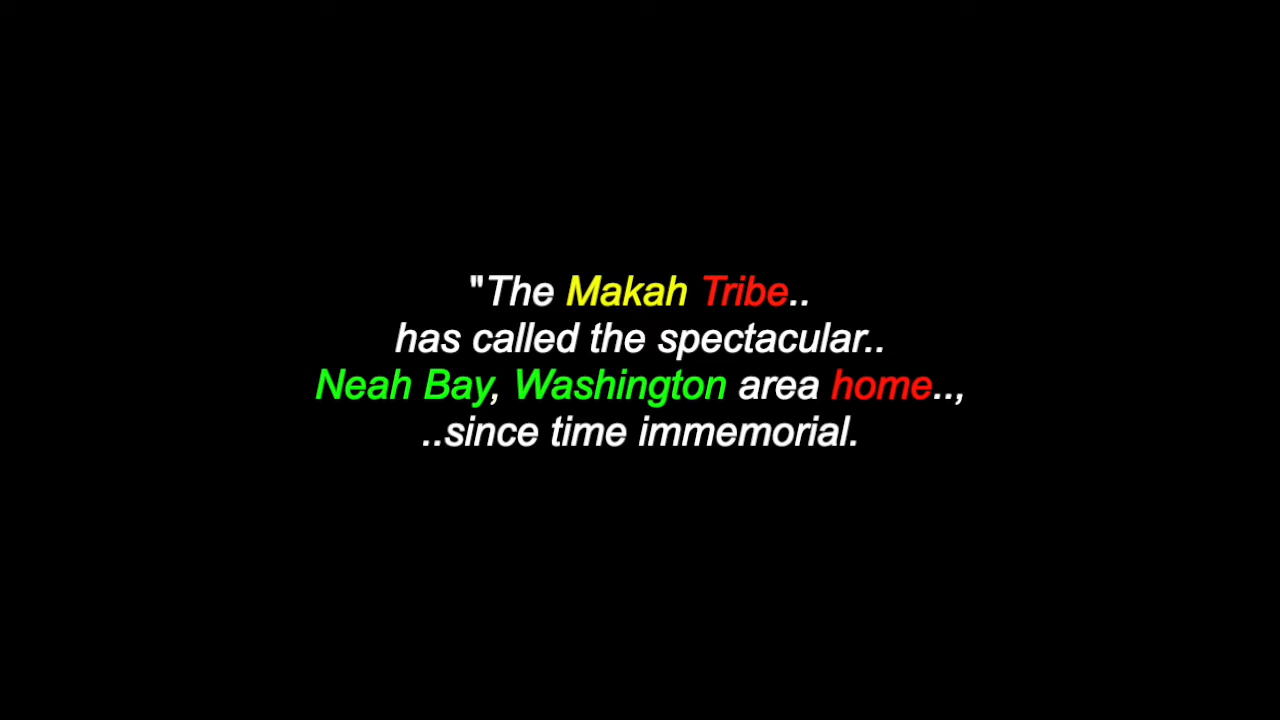 "The Makah Tribe..
has called the spectacular..
Neah Bay, Washington area home..,
..since time immemorial.